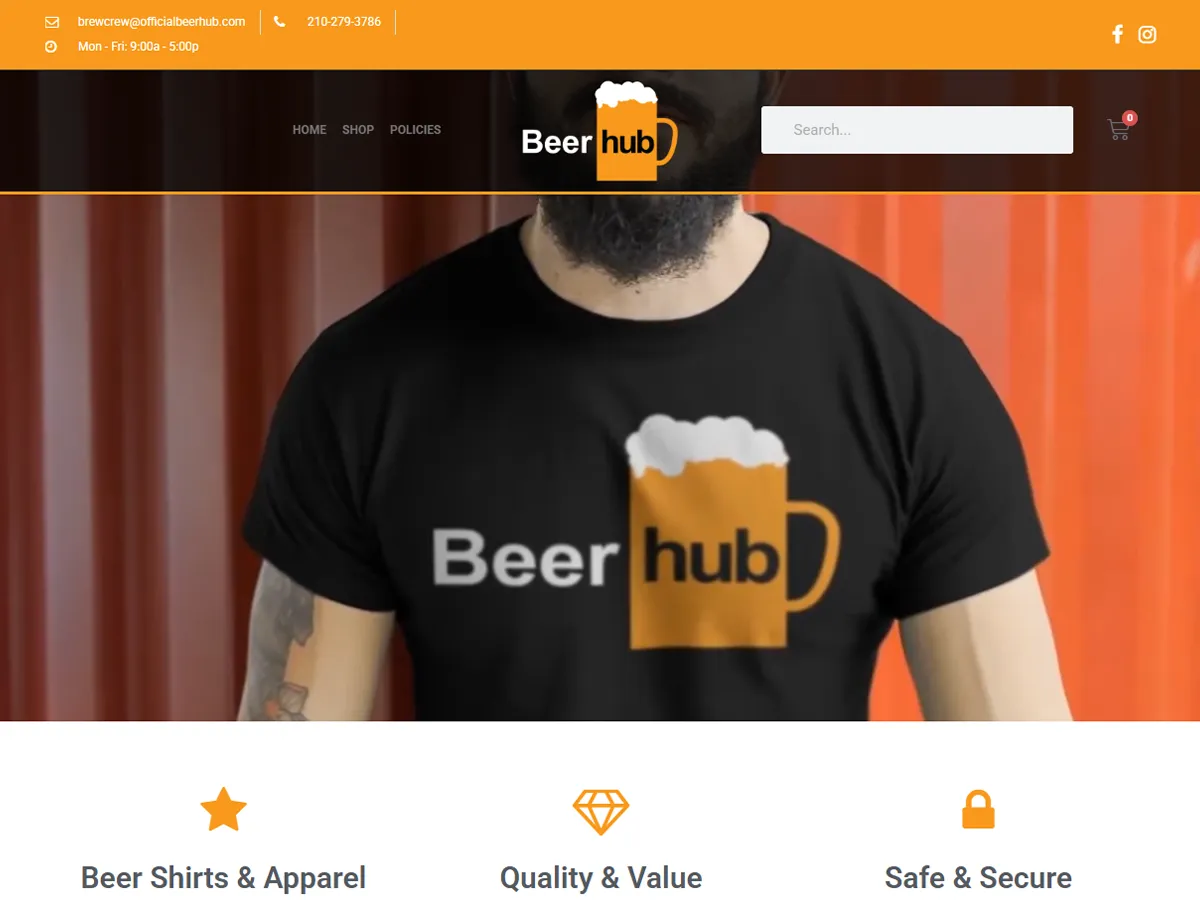 brewcrew@officialbeerhub.com
210-279-3786
Mon - Fri: 9:00a - 5:00p
HOME SHOP POLICIES
Beer hub
Search...
0
Beer hub
Beer Shirts & Apparel
Quality & Value
Safe & Secure